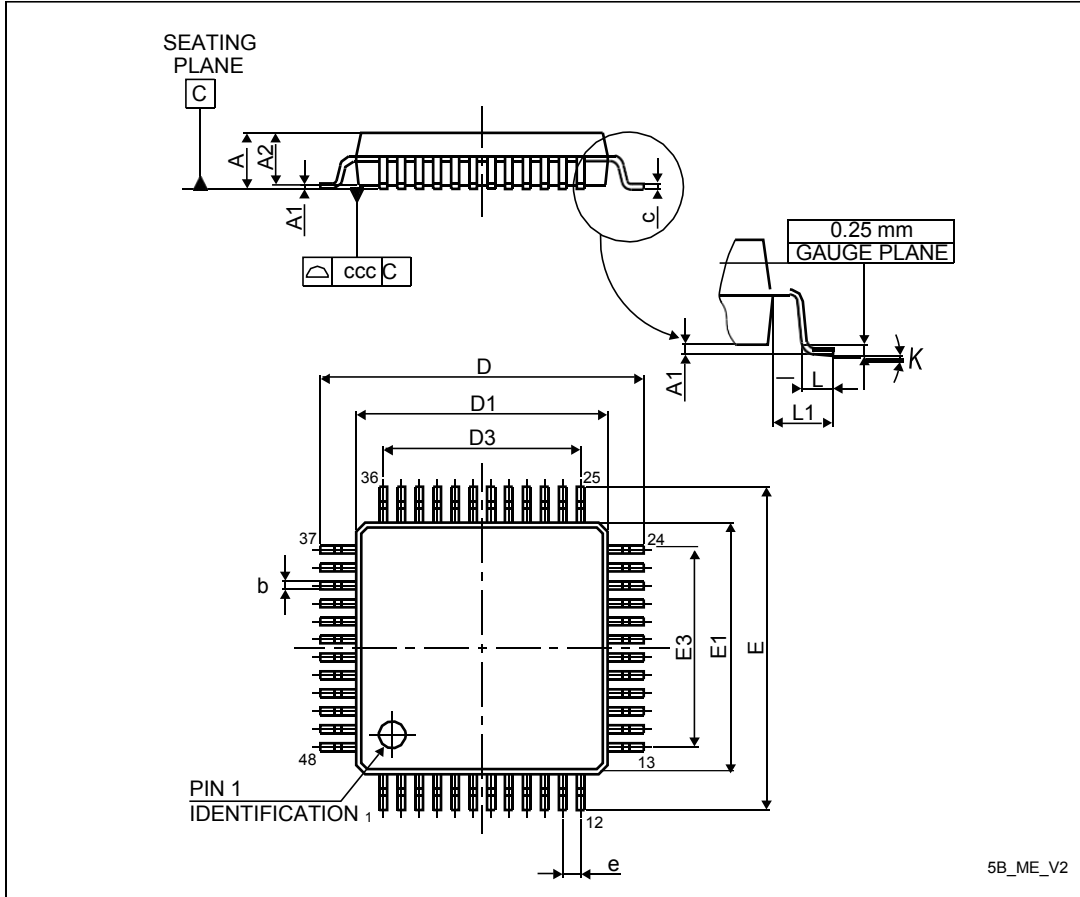 SEATING
PLANE
C
A
A2
A1
c
ccc C
0.25 mm
GAUGE PLANE
A1
L
K
L1
D
D1
D3
36
25
37
24
b
E3
E1
E
48
13
PIN 1
IDENTIFICATION 1
12
e
5B_ME_V2